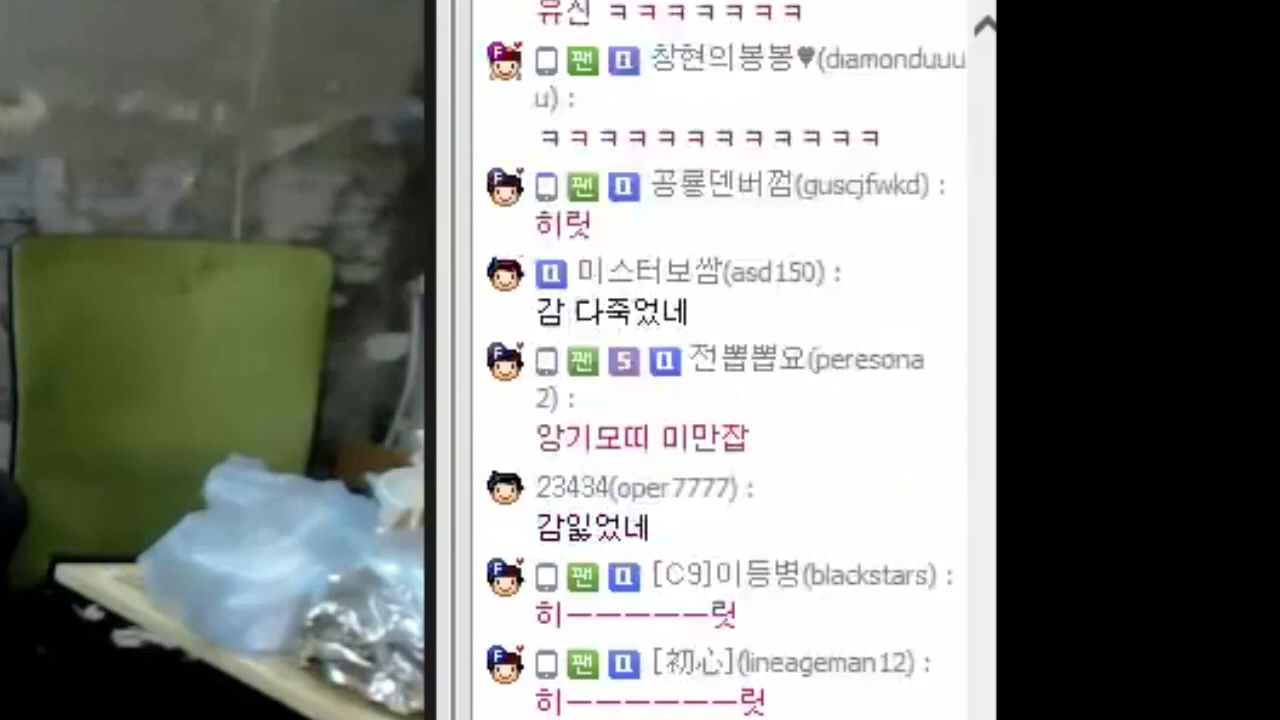 유신 ㅋㅋㅋㅋㅋㅋㅋ
팬 Q 창현의봉봉♥(diamonduuu
u) :
ㅋㅋㅋㅋㅋㅋㅋㅋㅋㅋㅋㅋ
팬 Q 공룡덴버껌(guscjfwkd) :
히릿
Q 미스터보쌈(asd150) :
감 다죽었네
팬 S Q 전뽑뽑요(peresona
2) :
앙기모띠 미만잡
23434(oper7777) :
감잃었네
팬 Q [C9]이등병(blackstars) :
히ㅡㅡㅡㅡㅡ럿
팬 Q [初心](lineageman12) :
히ㅡㅡㅡㅡㅡㅡ럿